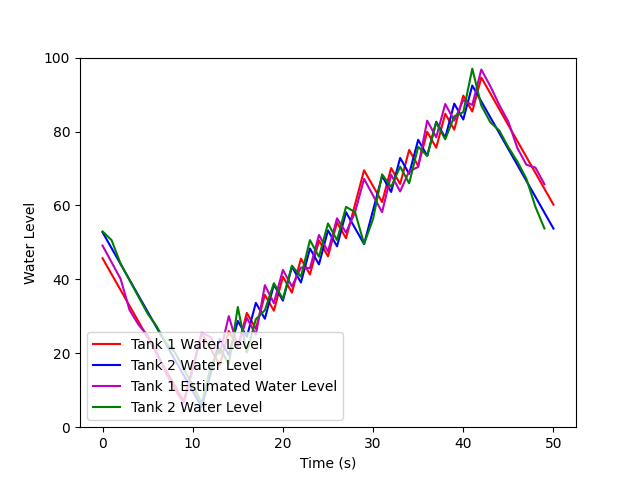 100
80
60
40
20
0
Water Level
Tank 1 Water Level
Tank 2 Water Level
Tank 1 Estimated Water Level
Tank 2 Water Level
0 10 20 30 40 50
Time (s)